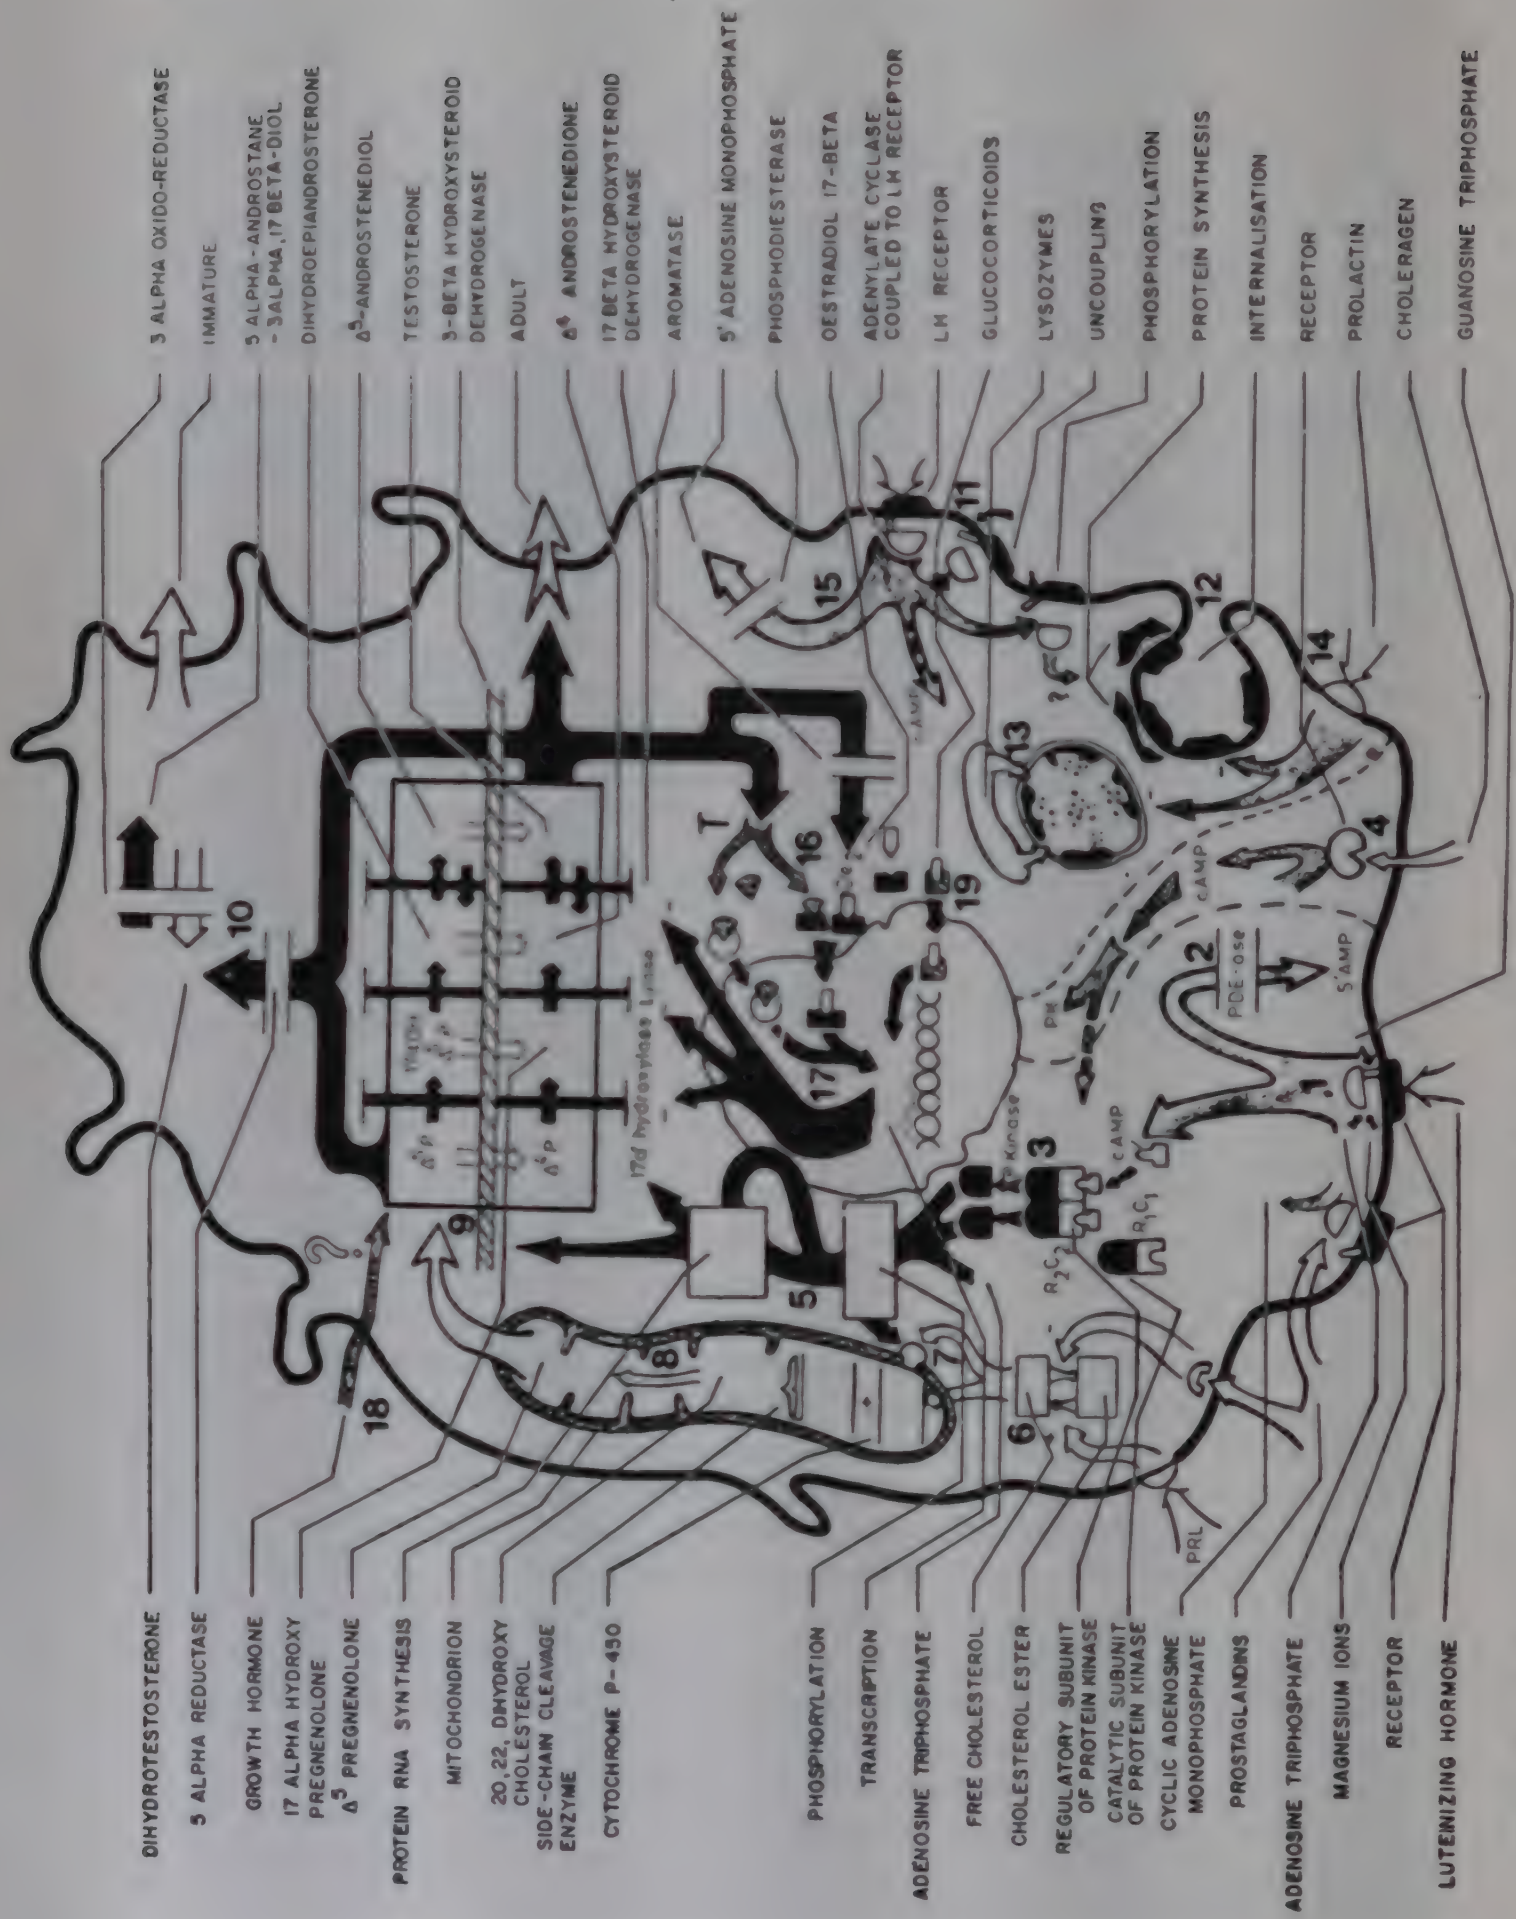 3 ALPHA OXIDO-REDUCTASE
IMMATURE
5 ALPHA-ANDROSTANE
- 3ALPHA,17 BETA-DIOL
DIHYDROEPIANDROSTERONE
Δ5-ANDROSTENEDIOL
TESTOSTERONE
3-BETA HYDROXYSTEROID
DEHYDROGENASE
ADULT
Δ4 ANDROSTENEDIONE
17 BETA HYDROXYSTEROID
DEHYDROGENASE
AROMATASE
5' ADENOSINE MONOPHOSPHATE
PHOSPHODIESTERASE
OESTRADIOL 17-BETA
ADENYLATE CYCLASE
COUPLED TO LH RECEPTOR
LH RECEPTOR
GLUCOCORTICOIDS
LYSOZYMES
UNCOUPLING
PHOSPHORYLATION
PROTEIN SYNTHESIS
INTERNALISATION
RECEPTOR
PROLACTIN
CHOLERAGEN
GUANOSINE TRIPHOSPHATE
10
9
Δ5P
Δ4P
17α hydroxylase Lyase
T
16
17
19
15
11
12
13
14
?
4
cAMP
PK
2
PDE-ase
5'AMP
1
3
P Kinase
cAMP
R2C2
R1C1
5
6
7
8
18
?
PRL
DIHYDROTESTOSTERONE
5 ALPHA REDUCTASE
GROWTH HORMONE
17 ALPHA HYDROXY
PREGNENOLONE
Δ5 PREGNENOLONE
PROTEIN RNA SYNTHESIS
MITOCHONDRION
20,22, DIHYDROXY
CHOLESTEROL
SIDE-CHAIN CLEAVAGE
ENZYME
CYTOCHROME P-450
PHOSPHORYLATION
TRANSCRIPTION
ADENOSINE TRIPHOSPHATE
FREE CHOLESTEROL
CHOLESTEROL ESTER
REGULATORY SUBUNIT
OF PROTEIN KINASE
CATALYTIC SUBUNIT
OF PROTEIN KINASE
CYCLIC ADENOSINE
MONOPHOSPHATE
PROSTAGLANDINS
ADENOSINE TRIPHOSPHATE
MAGNESIUM IONS
RECEPTOR
LUTEINIZING HORMONE